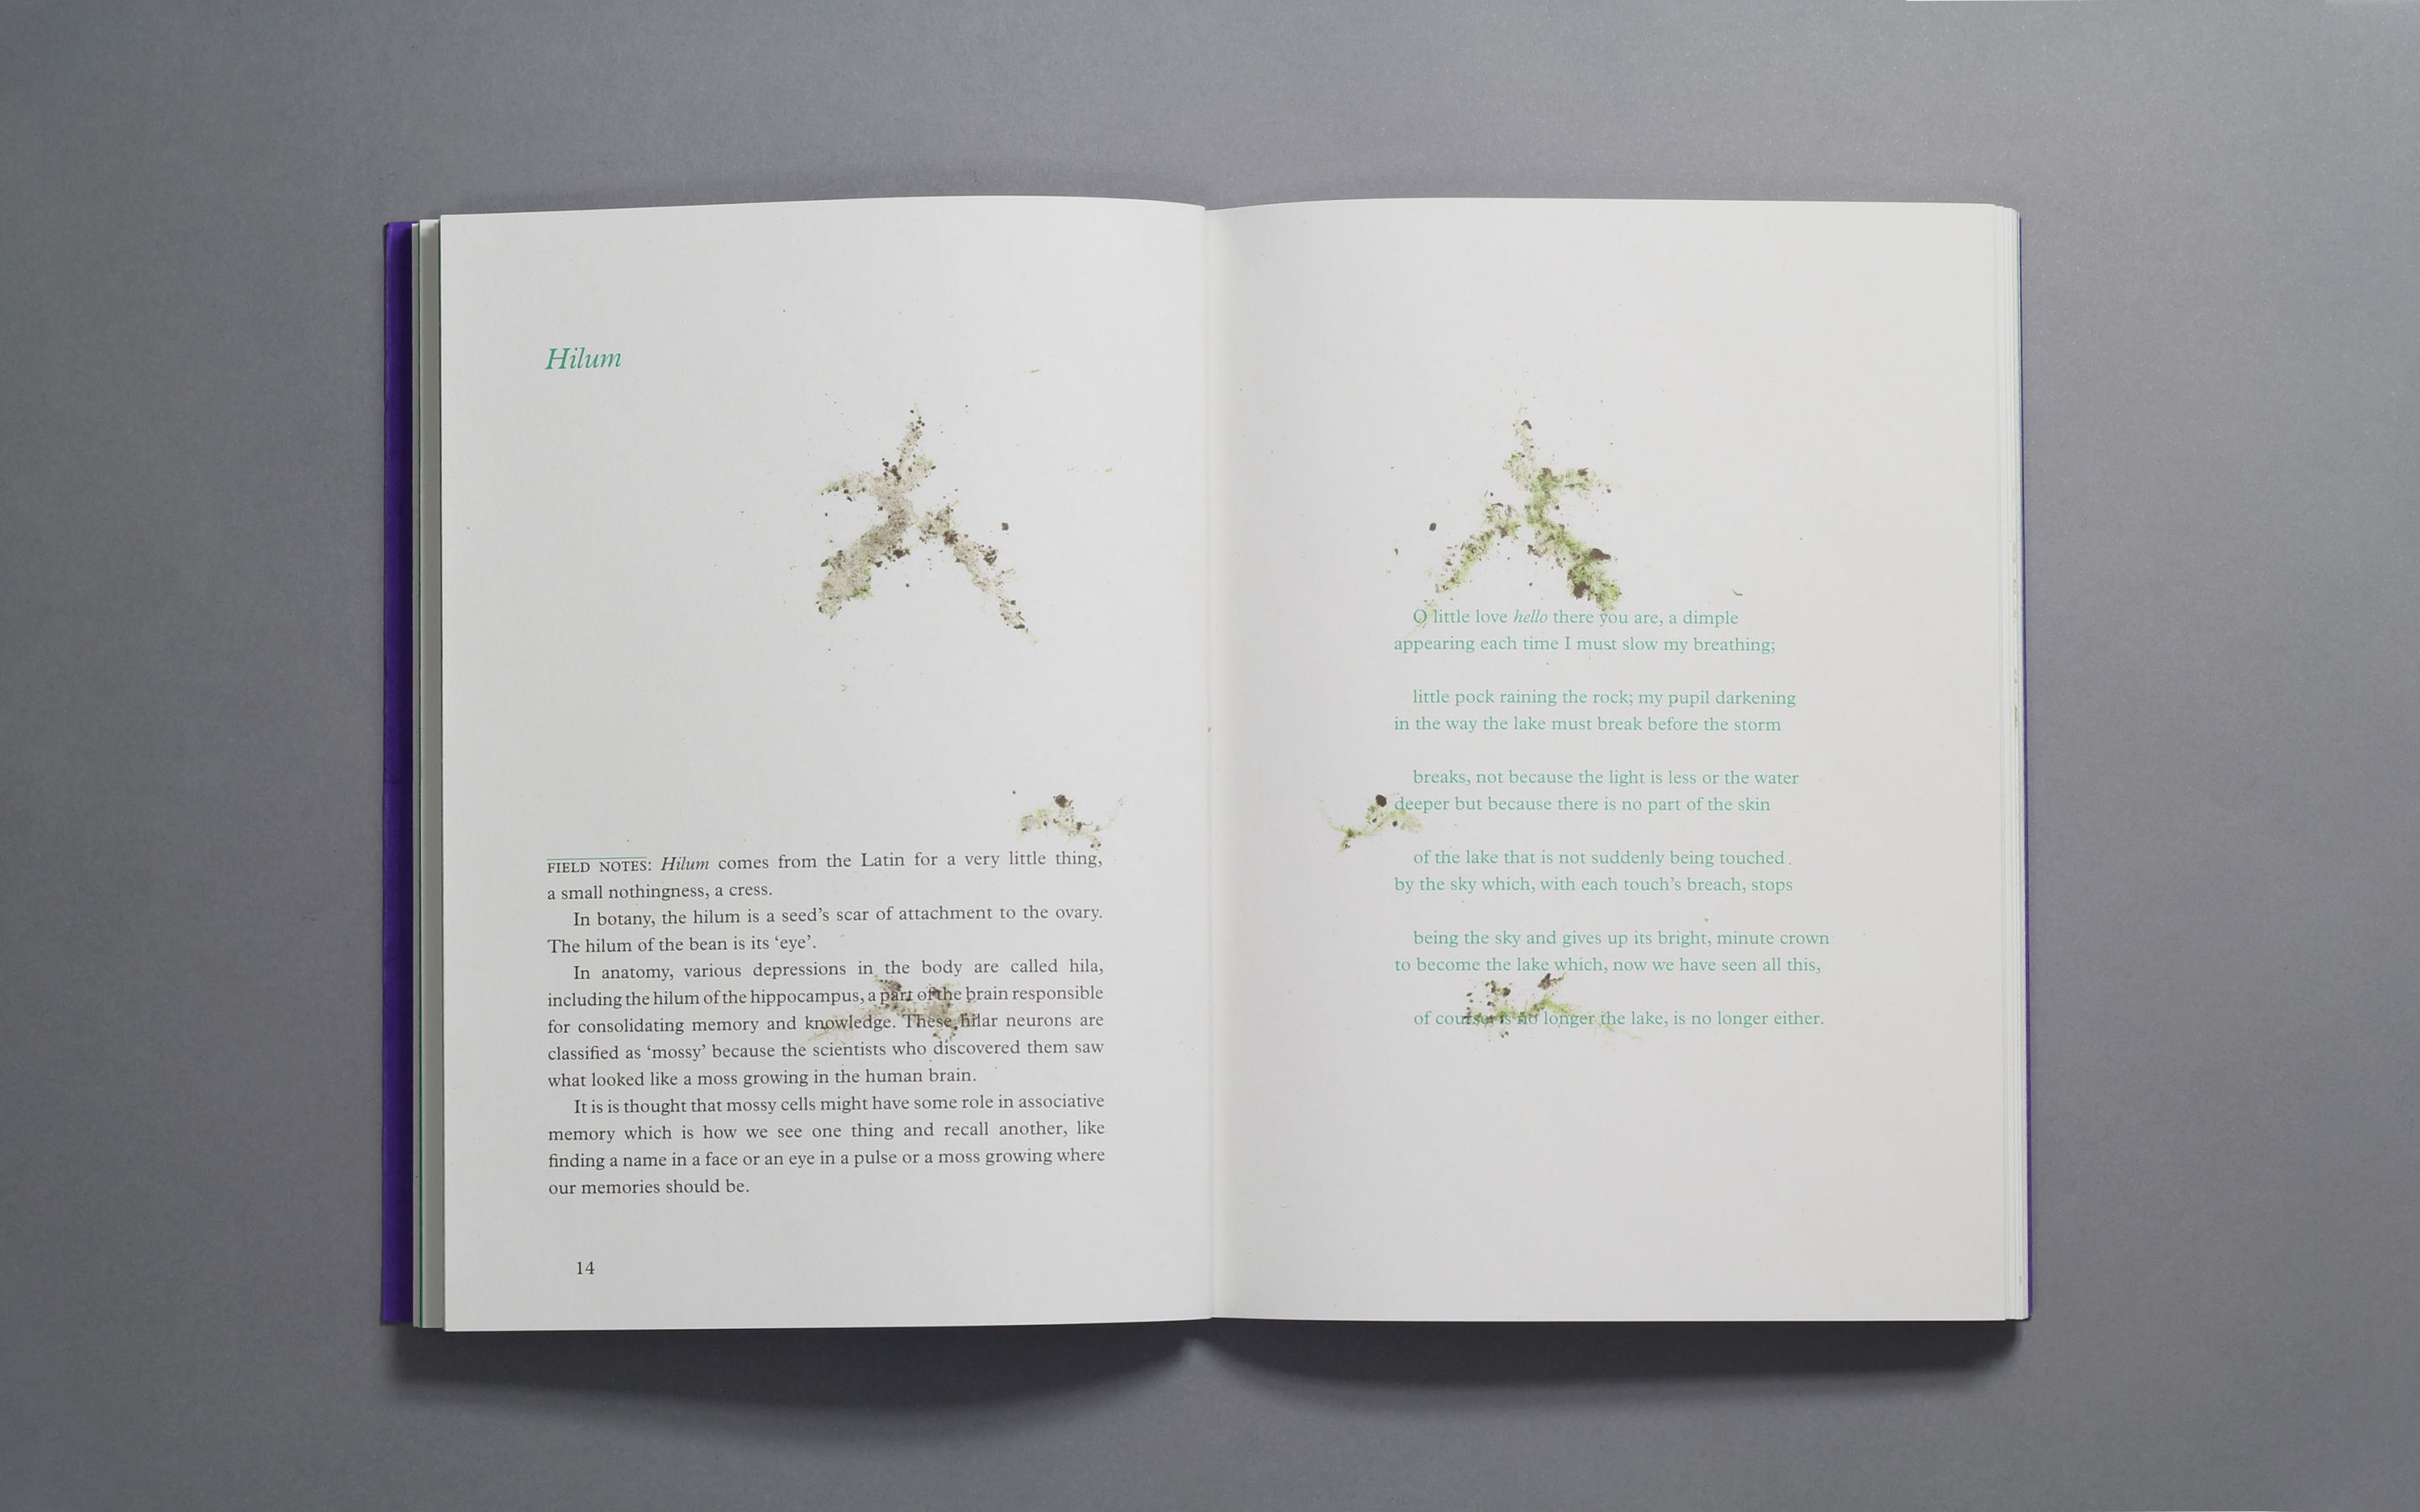 Hilum
FIELD NOTES: Hilum comes from the Latin for a very little thing,
a small nothingness, a cress.
In botany, the hilum is a seed’s scar of attachment to the ovary.
The hilum of the bean is its ‘eye’.
In anatomy, various depressions in the body are called hila,
including the hilum of the hippocampus, a part of the brain responsible
for consolidating memory and knowledge. These hilar neurons are
classified as ‘mossy’ because the scientists who discovered them saw
what looked like a moss growing in the human brain.
It is is thought that mossy cells might have some role in associative
memory which is how we see one thing and recall another, like
finding a name in a face or an eye in a pulse or a moss growing where
our memories should be.
14
O little love hello there you are, a dimple
appearing each time I must slow my breathing;
little pock raining the rock; my pupil darkening
in the way the lake must break before the storm
breaks, not because the light is less or the water
deeper but because there is no part of the skin
of the lake that is not suddenly being touched
by the sky which, with each touch’s breach, stops
being the sky and gives up its bright, minute crown
to become the lake which, now we have seen all this,
of course is no longer the lake, is no longer either.